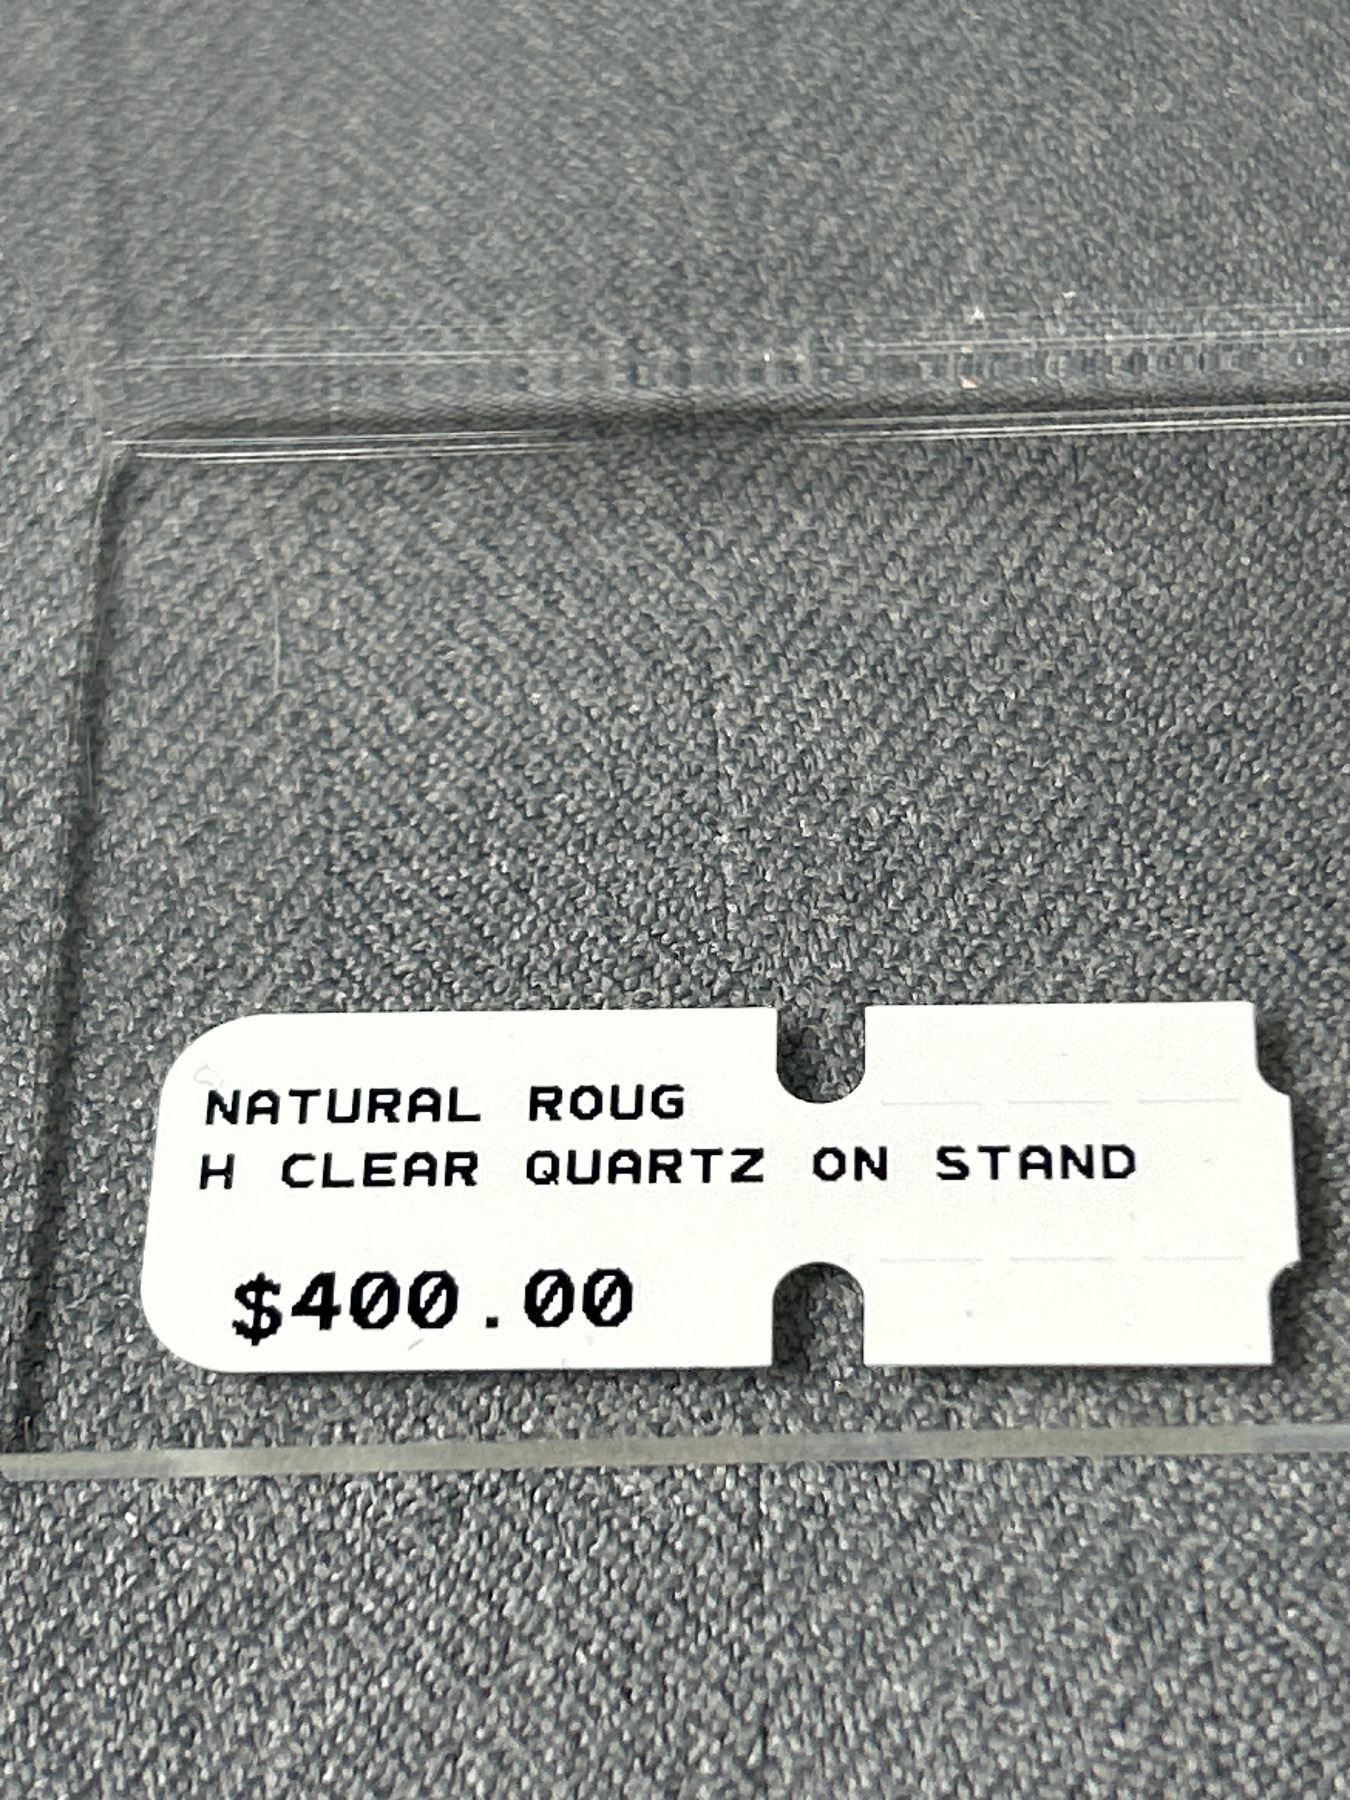 NATURAL ROUG
H CLEAR QUARTZ ON STAND
$400.00